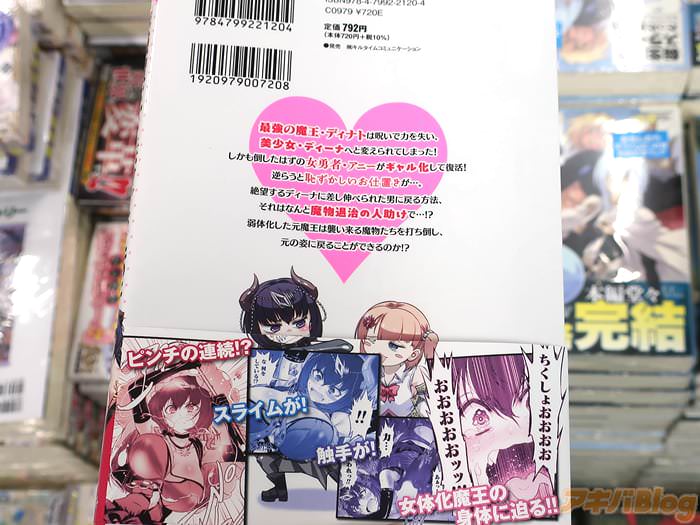 ISBN978-4-7992-2120-4
9784799221204
C0979 ¥720E
定価 792円
(本体720円+税10%)
●発売 ㈱キルタイムコミュニケーション
1920979007208
最強の魔王・ディナトは呪いで力を失い、
美少女・ディーナへと変えられてしまった!
しかも倒したはずの女勇者・アニーがギャル化して復活!
逆らうと恥ずかしいお仕置きが…。
絶望するディーナに差し伸べられた男に戻る方法、
それはなんと魔物退治の人助けで…!?
弱体化した元魔王は襲い来る魔物たちを打ち倒し、
元の姿に戻ることができるのか!?
ピンチの連続!?
スライムが!
触手が!
ちくしょおおおお
おおおおおッッ!
女体化魔王の
身体に迫る!!
本編堂々
完結
アキバBlog